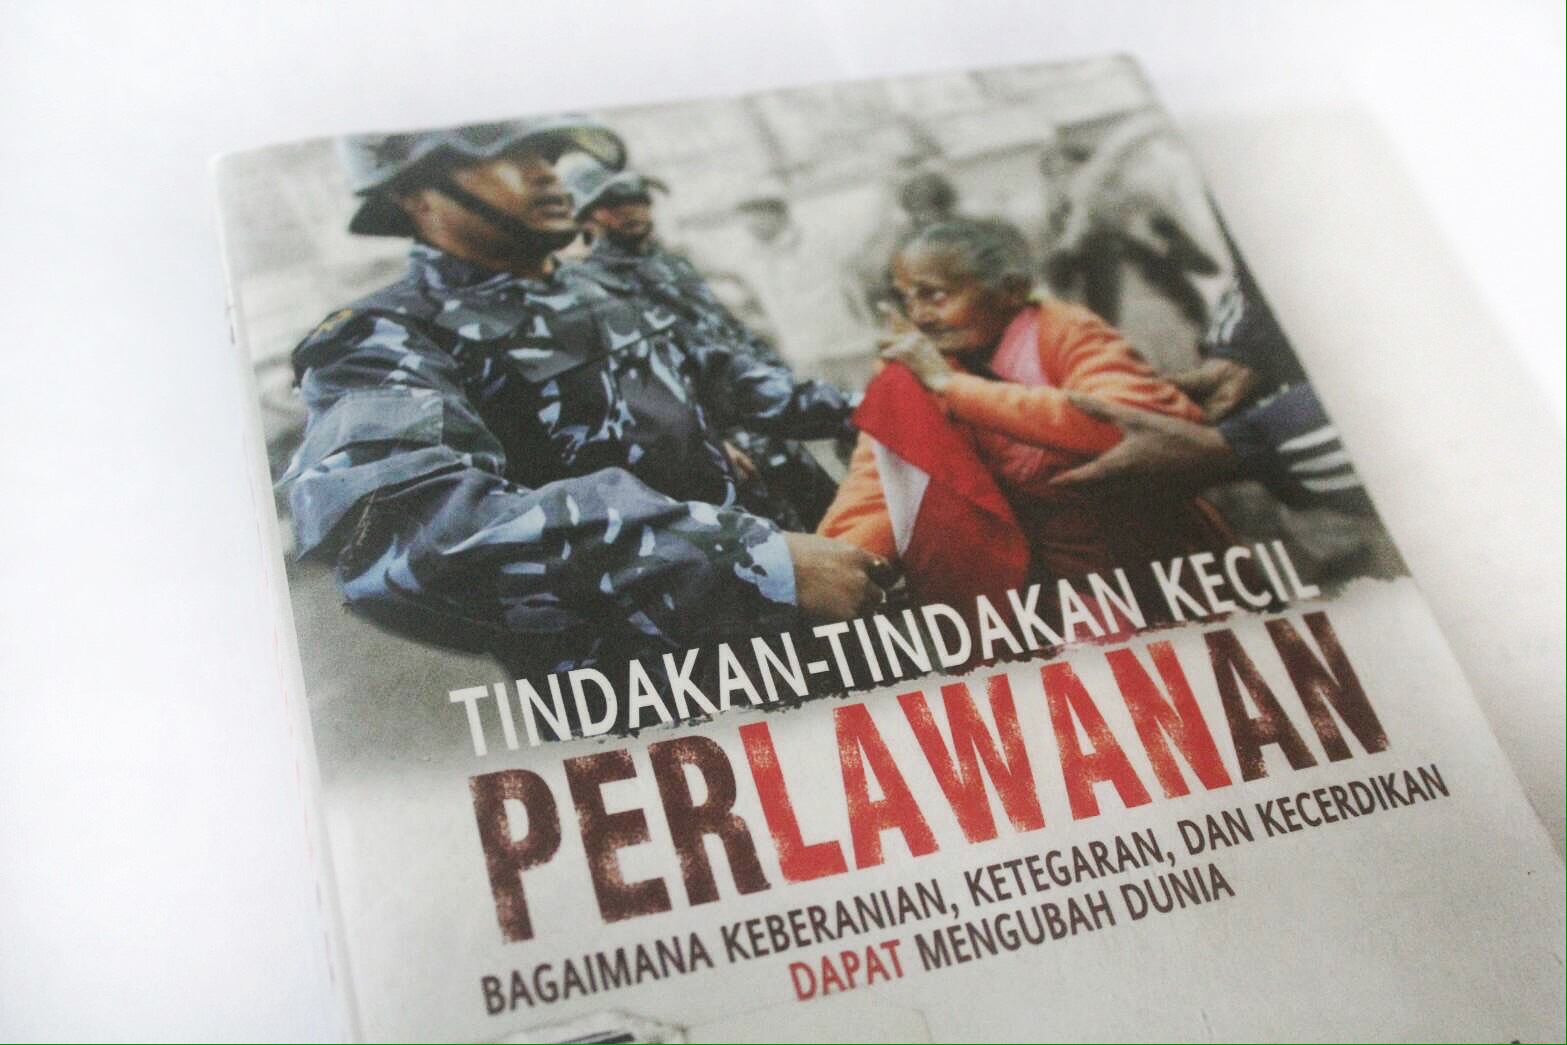 TINDAKAN-TINDAKAN KECIL
PERLAWANAN
BAGAIMANA KEBERANIAN, KETEGARAN, DAN KECERDIKAN
DAPAT MENGUBAH DUNIA